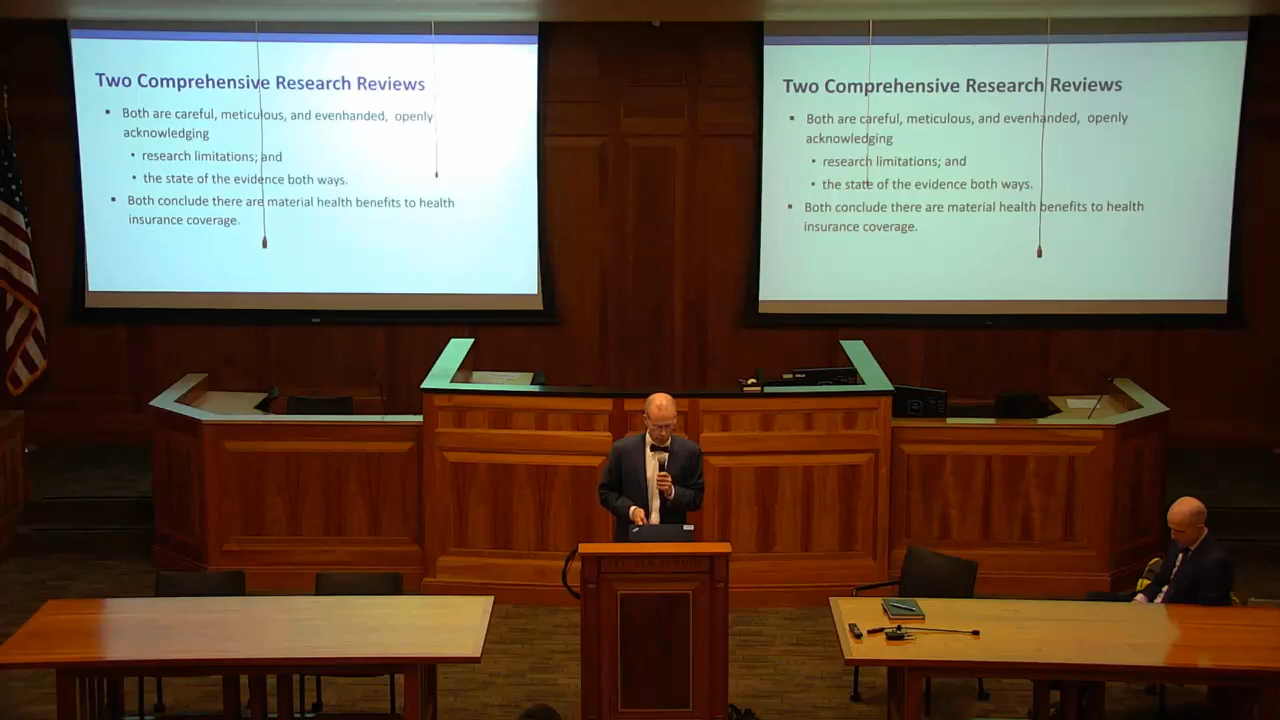 Two Comprehensive Research Reviews
▪ Both are careful, meticulous, and evenhanded, openly
acknowledging
• research limitations; and
• the state of the evidence both ways.
▪ Both conclude there are material health benefits to health
insurance coverage.
Two Comprehensive Research Reviews
▪ Both are careful, meticulous, and evenhanded, openly
acknowledging
• research limitations; and
• the state of the evidence both ways.
▪ Both conclude there are material health benefits to health
insurance coverage.